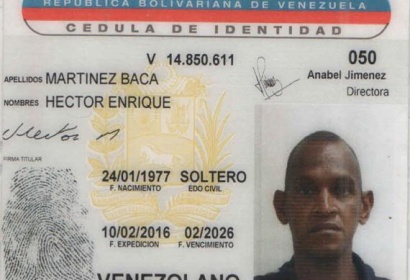 REPÚBLICA BOLIVARIANA DE VENEZUELA
CEDULA DE IDENTIDAD
V 14.850.611 050
APELLIDOS MARTINEZ BACA
Anabel Jimenez
Directora
NOMBRES HECTOR ENRIQUE
FIRMA TITULAR
24/01/1977 SOLTERO
F. NACIMIENTO EDO CIVIL
10/02/2016 02/2026
F. EXPEDICION F. VENCIMIENTO
VENEZOLANO